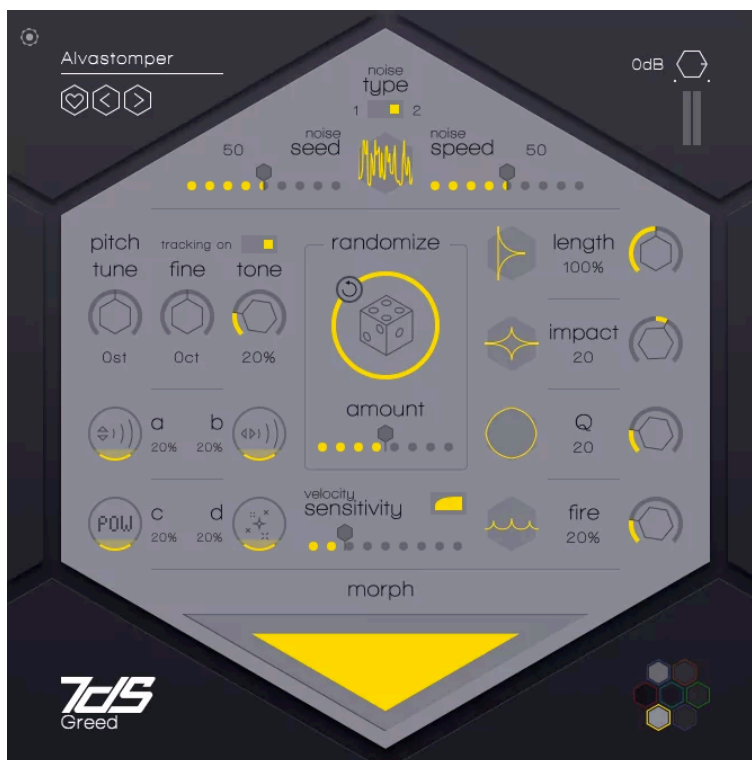 Alvastomper
0dB
noise
type
1 2
noise
seed
50
noise
speed
50
pitch
tracking on
tune fine tone
0st 0ct 20%
randomize
length
100%
impact
20
amount
a b
20% 20%
Q
20
POW
c d
20% 20%
velocity
sensitivity
fire
20%
morph
7dS
Greed